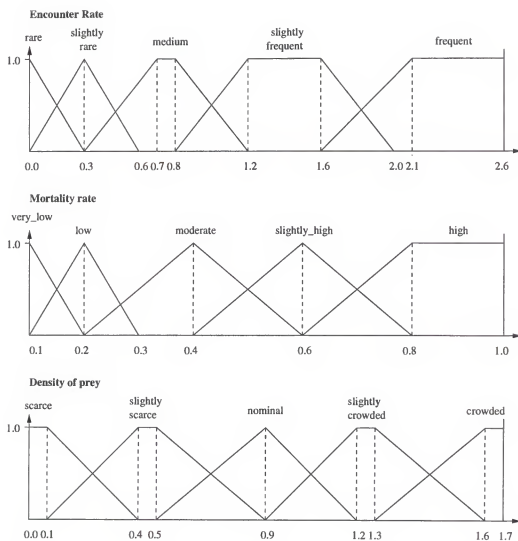 Encounter Rate
rare
slightly
rare
medium
slightly
frequent
frequent
1.0
0.0 0.3 0.6 0.7 0.8 1.2 1.6 2.0 2.1 2.6
Mortality rate
very_low
low moderate slightly_high high
1.0
0.1 0.2 0.3 0.4 0.6 0.8 1.0
Density of prey
scarce
slightly
scarce
nominal
slightly
crowded
crowded
1.0
0.0 0.1 0.4 0.5 0.9 1.2 1.3 1.6 1.7